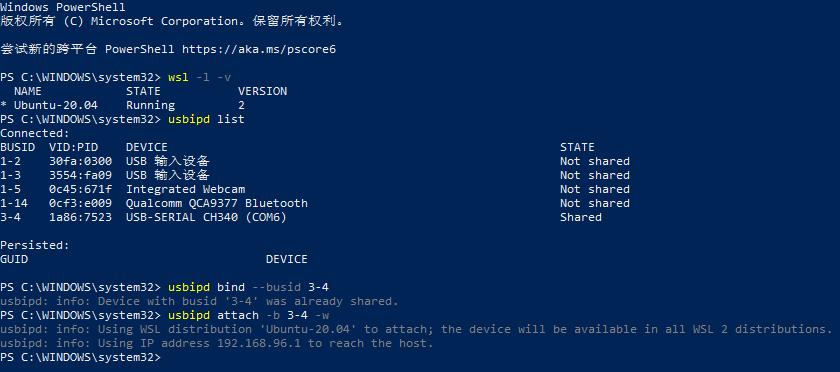 Windows PowerShell
版权所有 (C) Microsoft Corporation。保留所有权利。
尝试新的跨平台 PowerShell https://aka.ms/pscore6
PS C:\WINDOWS\system32> wsl -l -v
  NAME            STATE           VERSION
* Ubuntu-20.04    Running         2
PS C:\WINDOWS\system32> usbipd list
Connected:
BUSID  VID:PID    DEVICE                                                        STATE
1-2    30fa:0300  USB 输入设备                                                  Not shared
1-3    3554:fa09  USB 输入设备                                                  Not shared
1-5    0c45:671f  Integrated Webcam                                             Not shared
1-14   0cf3:e009  Qualcomm QCA9377 Bluetooth                                    Not shared
3-4    1a86:7523  USB-SERIAL CH340 (COM6)                                       Shared
Persisted:
GUID                                  DEVICE
PS C:\WINDOWS\system32> usbipd bind --busid 3-4
usbipd: info: Device with busid '3-4' was already shared.
PS C:\WINDOWS\system32> usbipd attach -b 3-4 -w
usbipd: info: Using WSL distribution 'Ubuntu-20.04' to attach; the device will be available in all WSL 2 distributions.
usbipd: info: Using IP address 192.168.96.1 to reach the host.
PS C:\WINDOWS\system32>